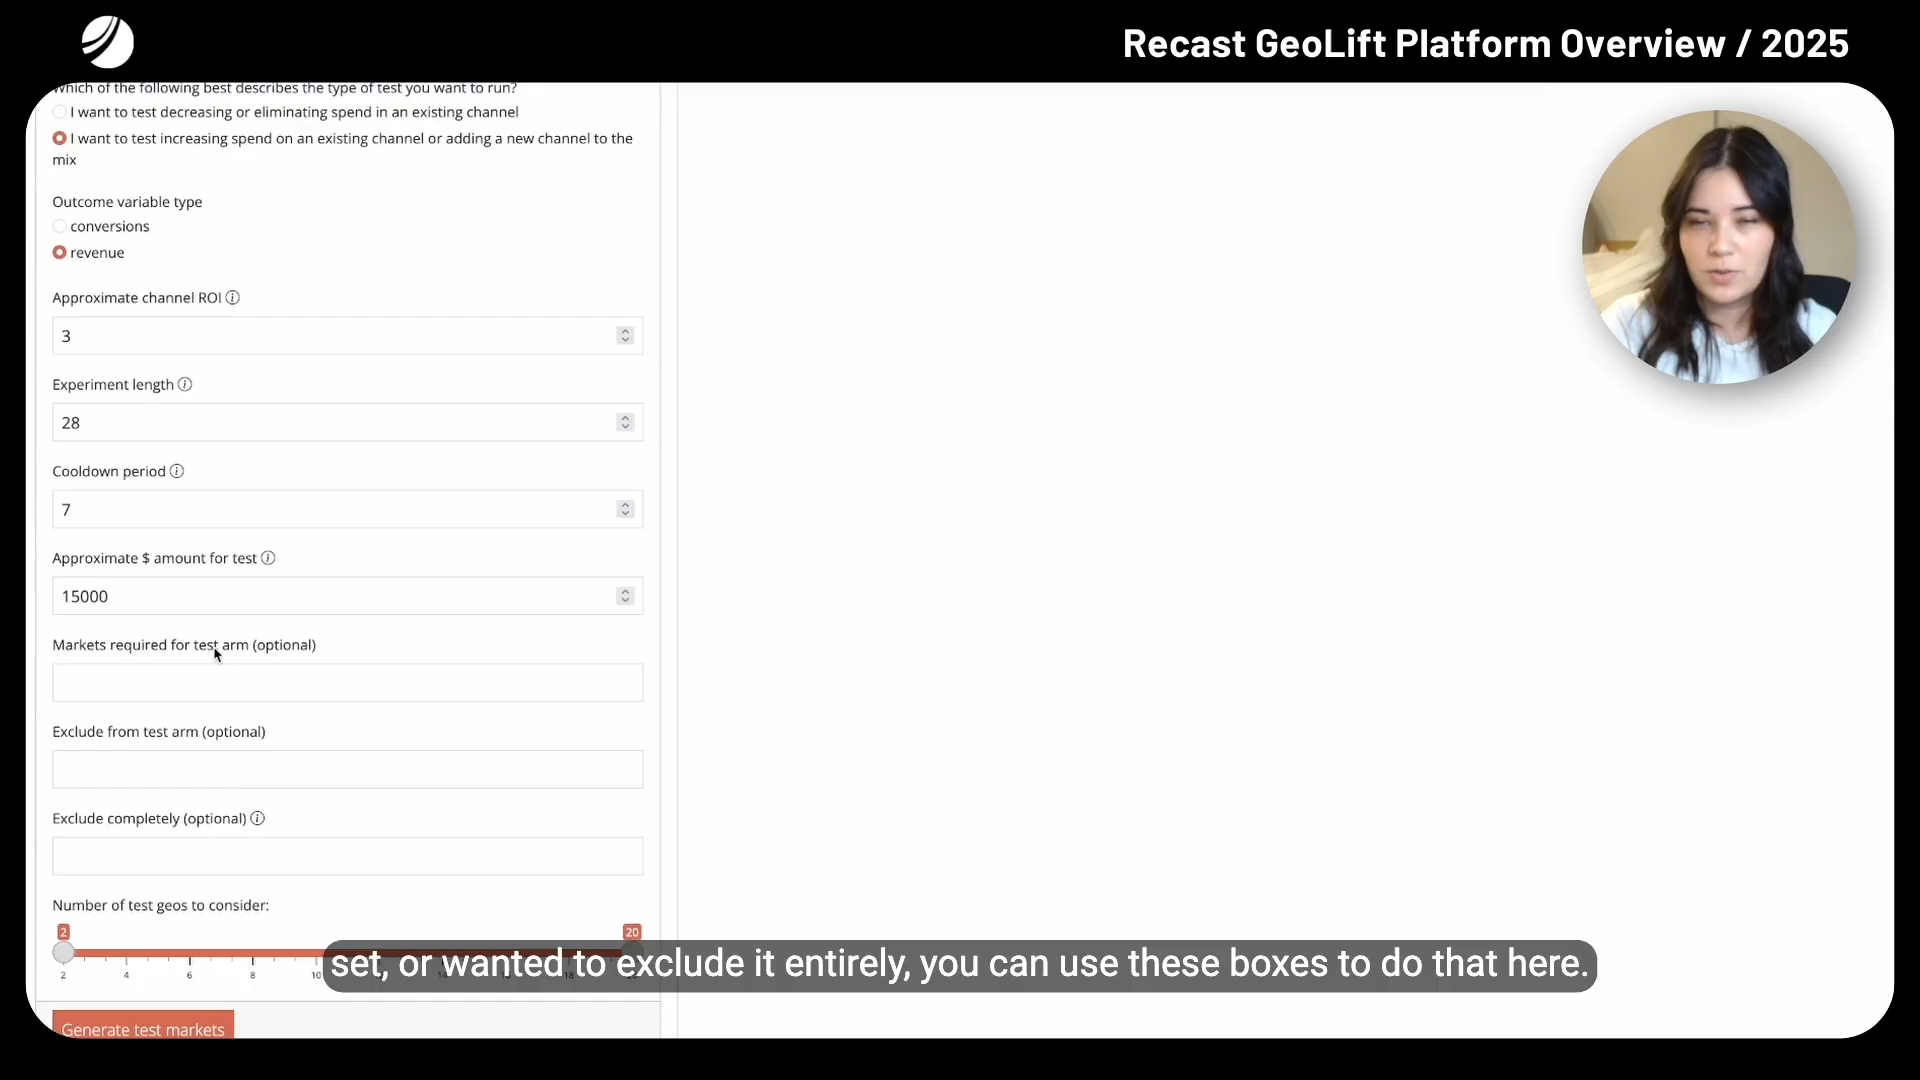 Recast GeoLift Platform Overview / 2025
Which of the following best describes the type of test you want to run?
I want to test decreasing or eliminating spend in an existing channel
I want to test increasing spend on an existing channel or adding a new channel to the
mix
Outcome variable type
conversions
revenue
Approximate channel ROI
3
Experiment length
28
Cooldown period
7
Approximate $ amount for test
15000
Markets required for test arm (optional)
Exclude from test arm (optional)
Exclude completely (optional)
Number of test geos to consider:
2 20
2 4 6 8 10
set, or wanted to exclude it entirely, you can use these boxes to do that here.
Generate test markets